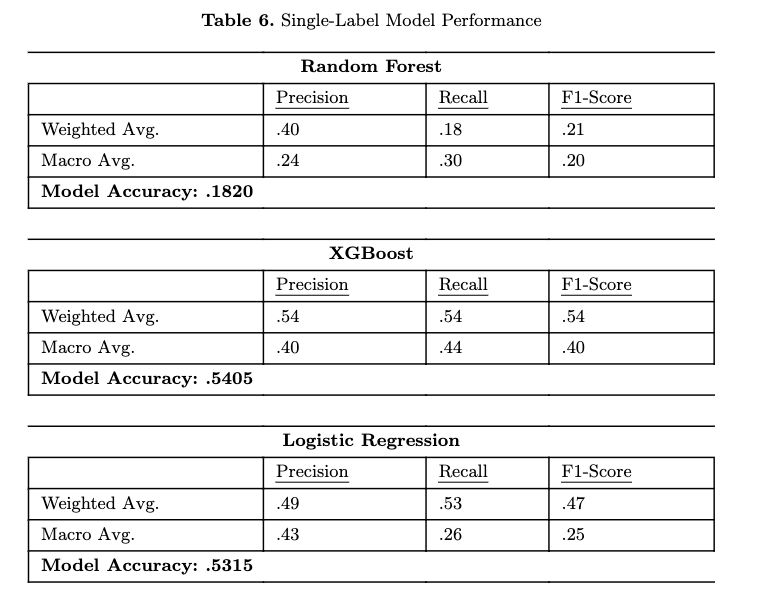 Table 6. Single-Label Model Performance
Random Forest
Precision Recall F1-Score
Weighted Avg. .40 .18 .21
Macro Avg. .24 .30 .20
Model Accuracy: .1820
XGBoost
Precision Recall F1-Score
Weighted Avg. .54 .54 .54
Macro Avg. .40 .44 .40
Model Accuracy: .5405
Logistic Regression
Precision Recall F1-Score
Weighted Avg. .49 .53 .47
Macro Avg. .43 .26 .25
Model Accuracy: .5315